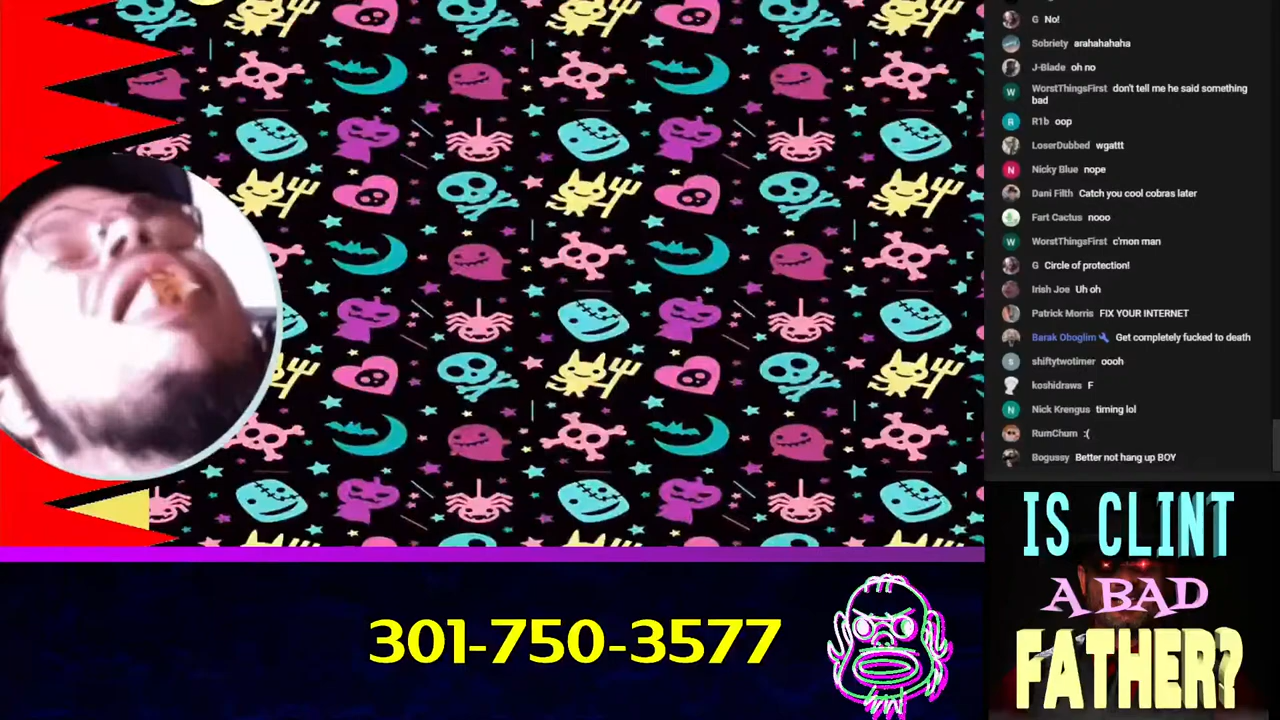 G No!
Sobriety arahahahaha
J-Blade oh no
WorstThingsFirst don't tell me he said something
bad
R1b oop
LoserDubbed wgattt
Nicky Blue nope
Dani Filth Catch you cool cobras later
Fart Cactus nooo
WorstThingsFirst c'mon man
G Circle of protection!
Irish Joe Uh oh
Patrick Morris FIX YOUR INTERNET
Barak Oboglim Get completely fucked to death
shiftytwotimer oooh
koshidraws F
Nick Krengus timing lol
RumChum :(
Bogussy Better not hang up BOY
IS CLINT
A BAD
FATHER?
301-750-3577